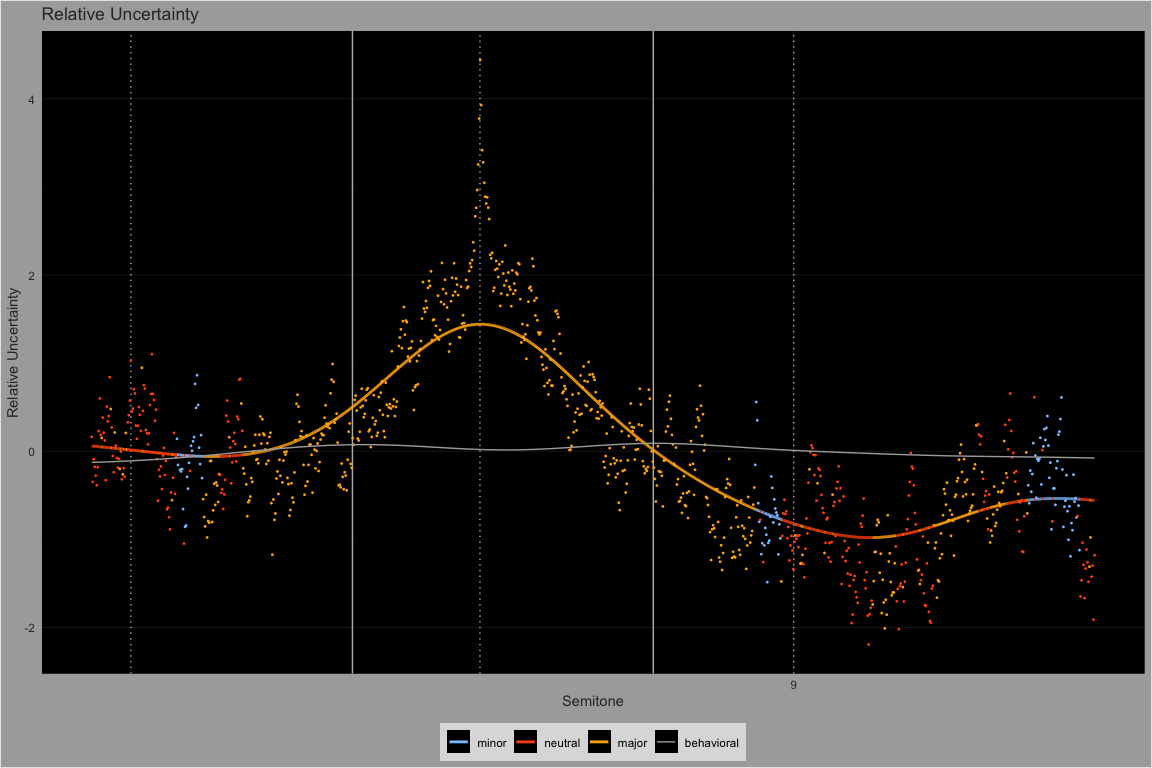 Relative Uncertainty
Relative Uncertainty
4
2
0
-2
9
Semitone
minor neutral major behavioral